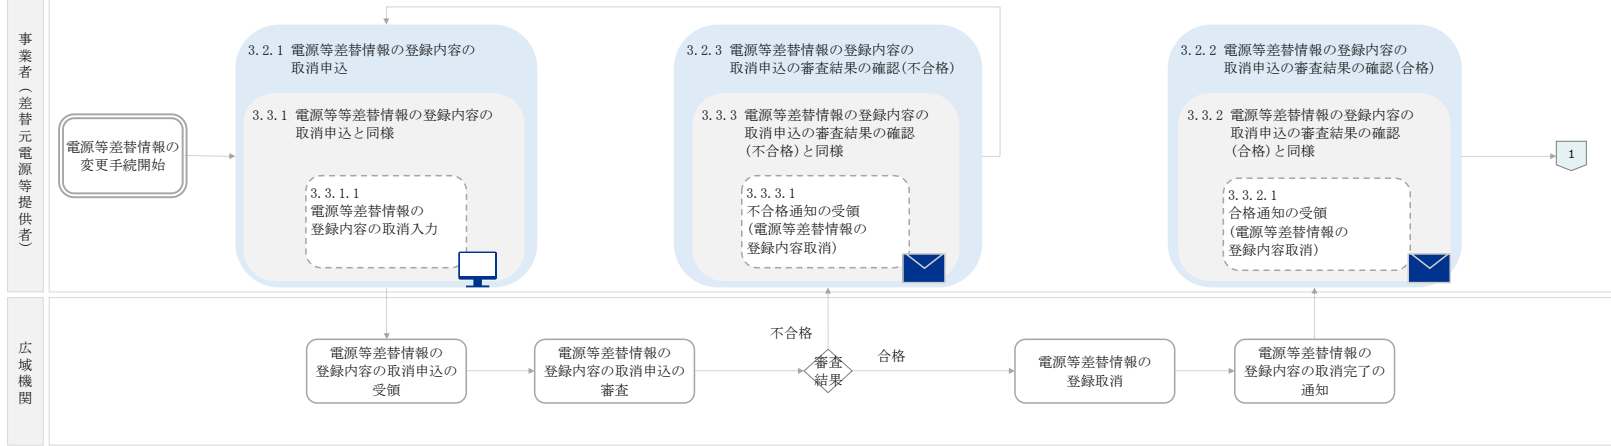 事業者（差替元電源等提供者）
電源等差替情報の
変更手続開始
3.2.1 電源等差替情報の登録内容の
取消申込
3.3.1 電源等等差替情報の登録内容の
取消申込と同様
3.3.1.1
電源等差替情報の
登録内容の取消入力
3.2.3 電源等差替情報の登録内容の
取消申込の審査結果の確認(不合格)
3.3.3 電源等差替情報の登録内容の
取消申込の審査結果の確認
(不合格)と同様
3.3.3.1
不合格通知の受領
(電源等差替情報の
登録内容取消)
3.2.2 電源等差替情報の登録内容の
取消申込の審査結果の確認(合格)
3.3.2 電源等差替情報の登録内容の
取消申込の審査結果の確認
(合格)と同様
3.3.2.1
合格通知の受領
(電源等差替情報の
登録内容取消)
1
広域機関
電源等差替情報の
登録内容の取消申込の
受領
電源等差替情報の
登録内容の取消申込の
審査
不合格
審査
結果
合格
電源等差替情報の
登録取消
電源等差替情報の
登録内容の取消完了の
通知